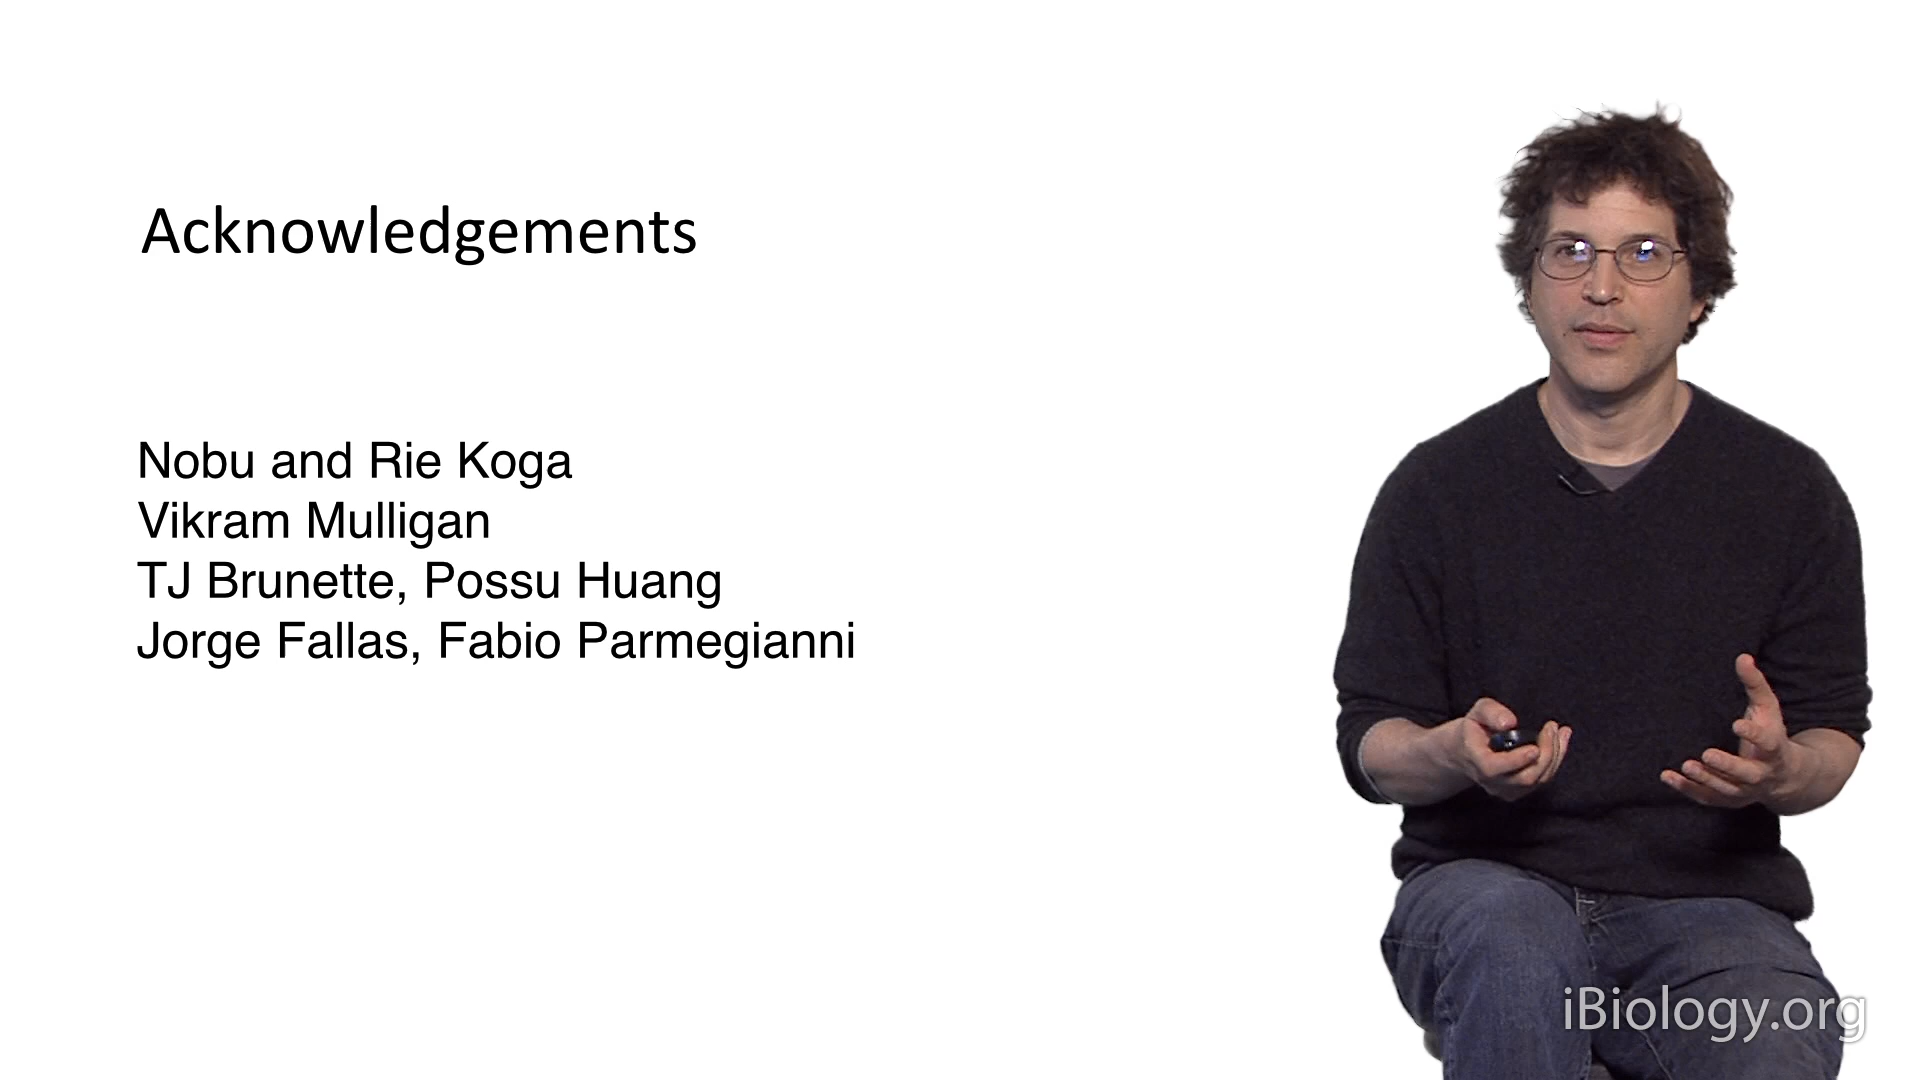 Acknowledgements
Nobu and Rie Koga
Vikram Mulligan
TJ Brunette, Possu Huang
Jorge Fallas, Fabio Parmegianni
iBiology.org